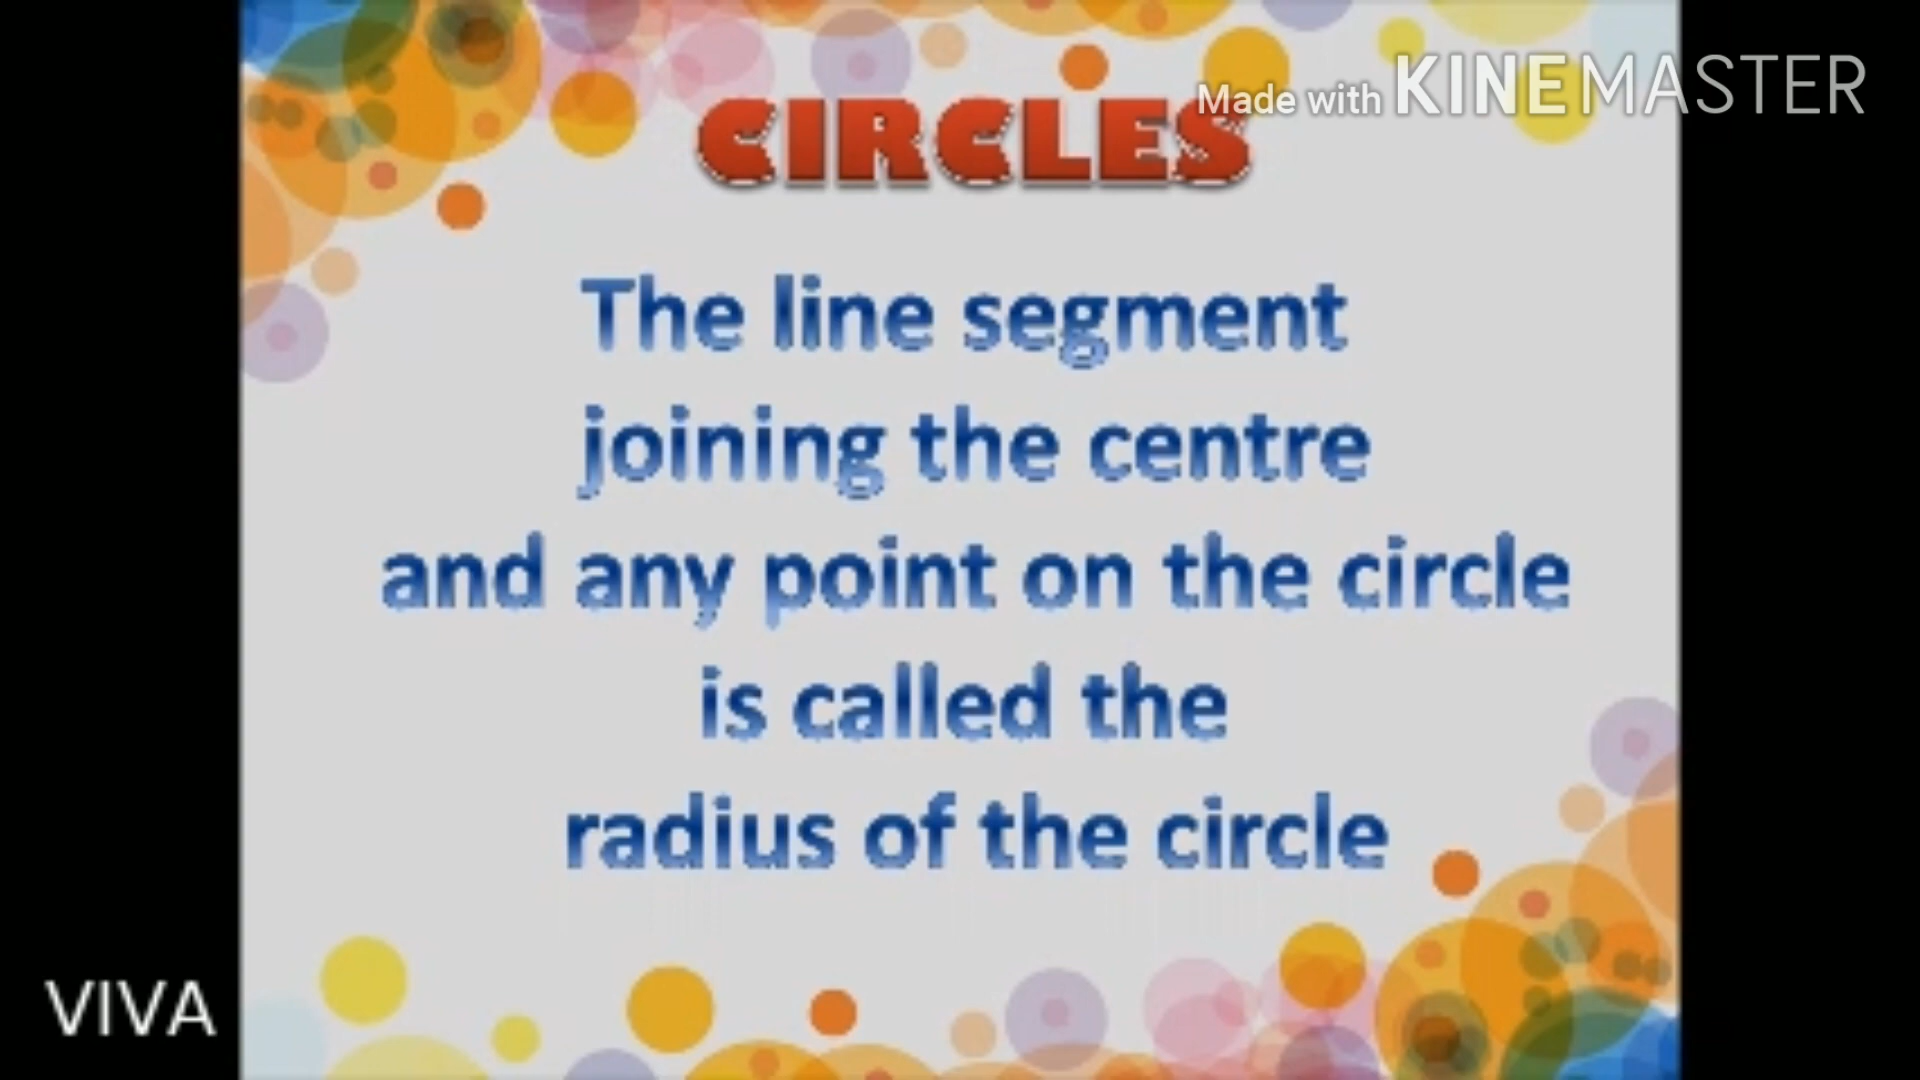 Made with KINEMASTER
CIRCLES
The line segment
joining the centre
and any point on the circle
is called the
radius of the circle
VIVA